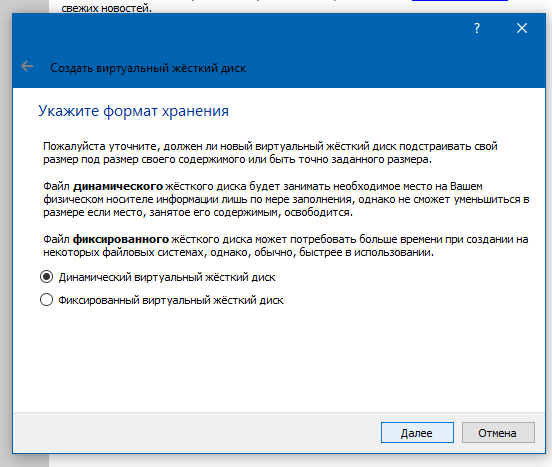 свежих новостей.
?
Создать виртуальный жёсткий диск
Укажите формат хранения
Пожалуйста уточните, должен ли новый виртуальный жёсткий диск подстраивать свой
размер под размер своего содержимого или быть точно заданного размера.
Файл динамического жёсткого диска будет занимать необходимое место на Вашем
физическом носителе информации лишь по мере заполнения, однако не сможет уменьшиться в
размере если место, занятое его содержимым, освободится.
Файл фиксированного жёсткого диска может потребовать больше времени при создании на
некоторых файловых системах, однако, обычно, быстрее в использовании.
Динамический виртуальный жёсткий диск
Фиксированный виртуальный жёсткий диск
Далее
Отмена